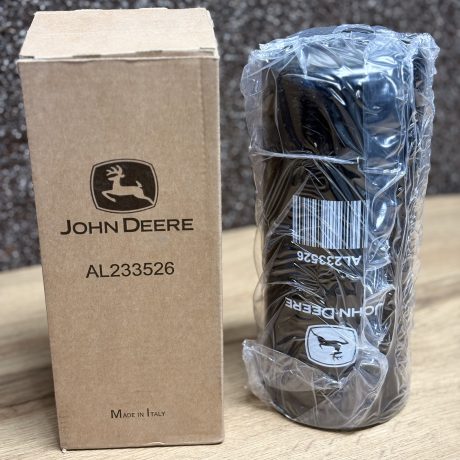 JOHN DEERE
AL233526
MADE IN ITALY
AL233526
JOHN DEERE